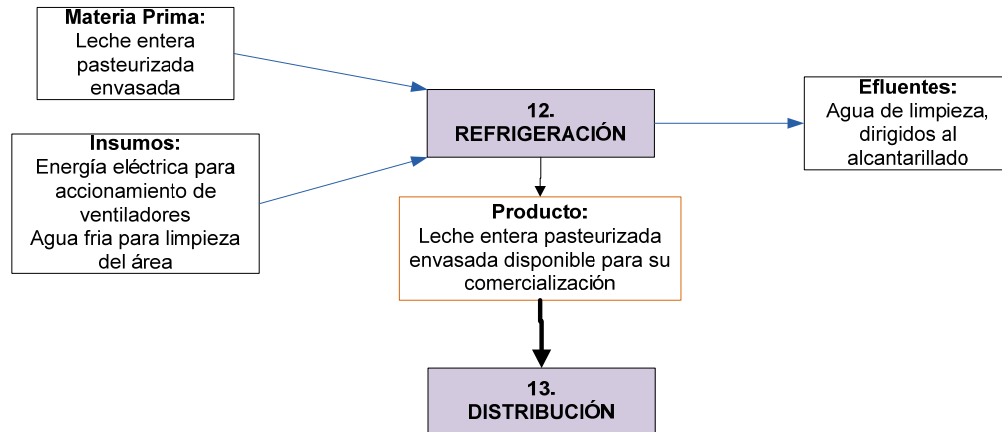 Materia Prima:
Leche entera
pasteurizada
envasada
Insumos:
Energía eléctrica para
accionamiento de
ventiladores
Agua fria para limpieza
del área
12.
REFRIGERACIÓN
Efluentes:
Agua de limpieza,
dirigidos al
alcantarillado
Producto:
Leche entera pasteurizada
envasada disponible para su
comercialización
13.
DISTRIBUCIÓN